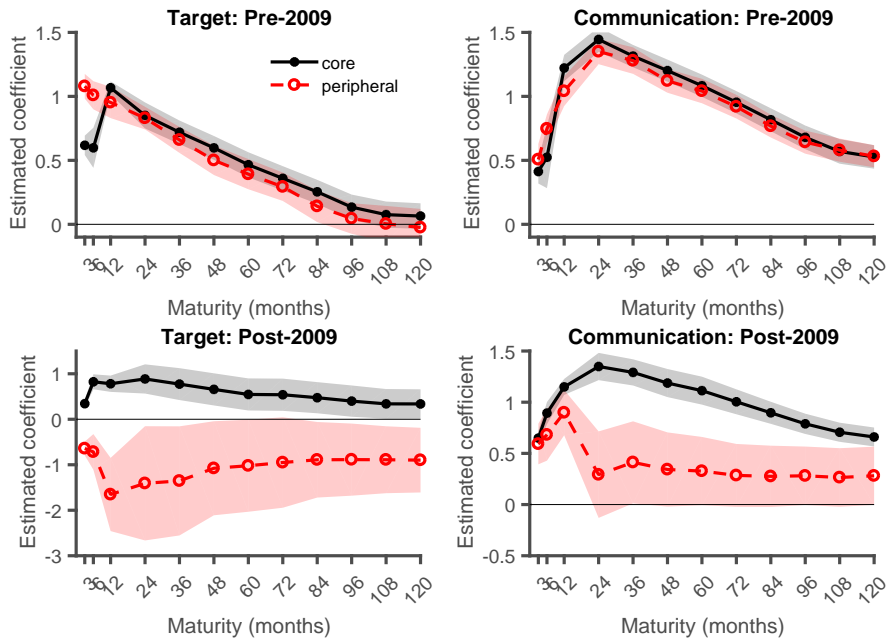 Target: Pre-2009
Estimated coefficient
1.5
1
0.5
0
core
peripheral
3 6 12 24 36 48 60 72 84 96 108 120
Maturity (months)
Communication: Pre-2009
Estimated coefficient
1.5
1
0.5
0
3 6 12 24 36 48 60 72 84 96 108 120
Maturity (months)
Target: Post-2009
Estimated coefficient
1
0
-1
-2
-3
3 6 12 24 36 48 60 72 84 96 108 120
Maturity (months)
Communication: Post-2009
Estimated coefficient
1.5
1
0.5
0
-0.5
3 6 12 24 36 48 60 72 84 96 108 120
Maturity (months)